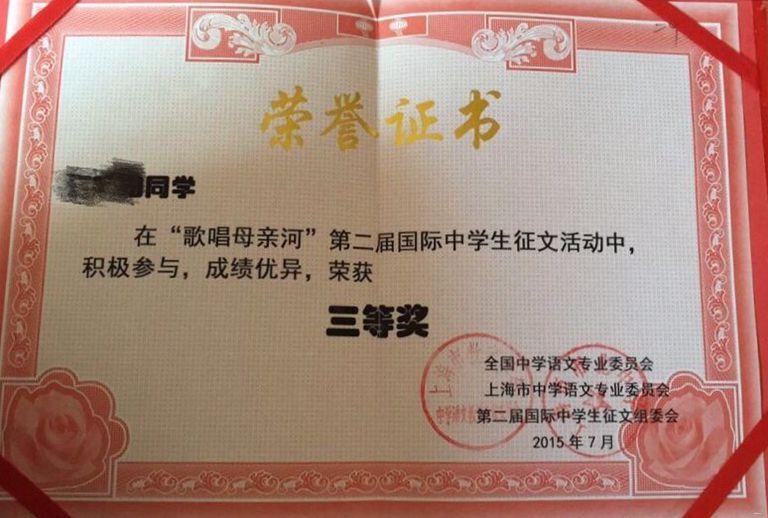 荣誉证书
同学
在“歌唱母亲河”第二届国际中学生征文活动中，
积极参与，成绩优异，荣获
三等奖
全国中学语文专业委员会
上海市中学语文专业委员会
第二届国际中学生征文组委会
2015年7月